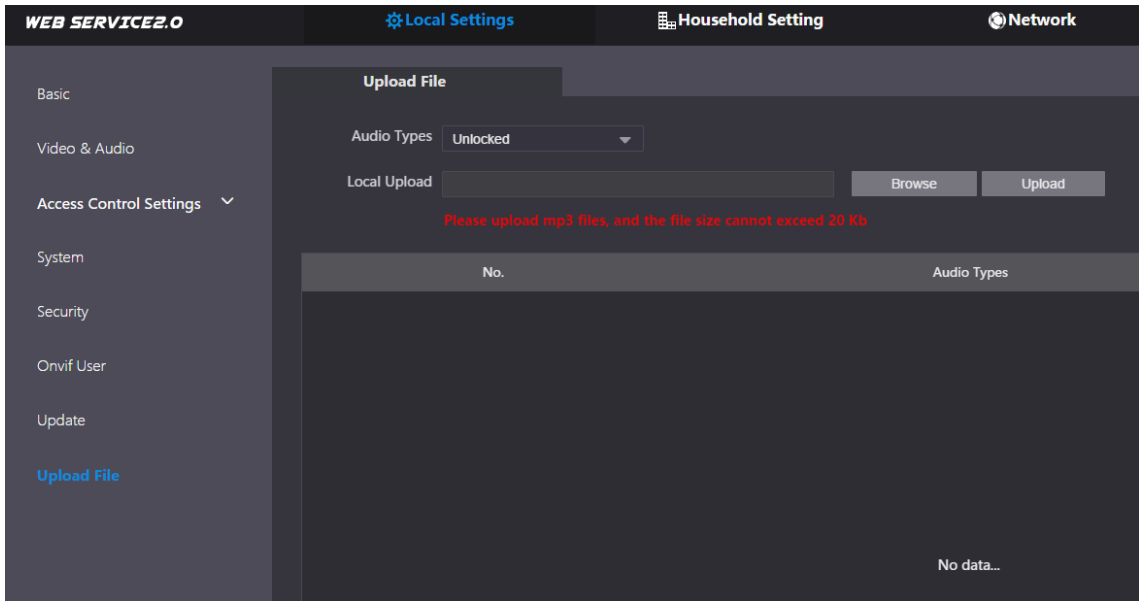 WEB SERVICE2.0
Local Settings
Household Setting
Network
Basic
Video & Audio
Access Control Settings
System
Security
Onvif User
Update
Upload File
Upload File
Audio Types Unlocked
Local Upload Browse Upload
Please upload mp3 files, and the file size cannot exceed 20 Kb
No. Audio Types
No data...